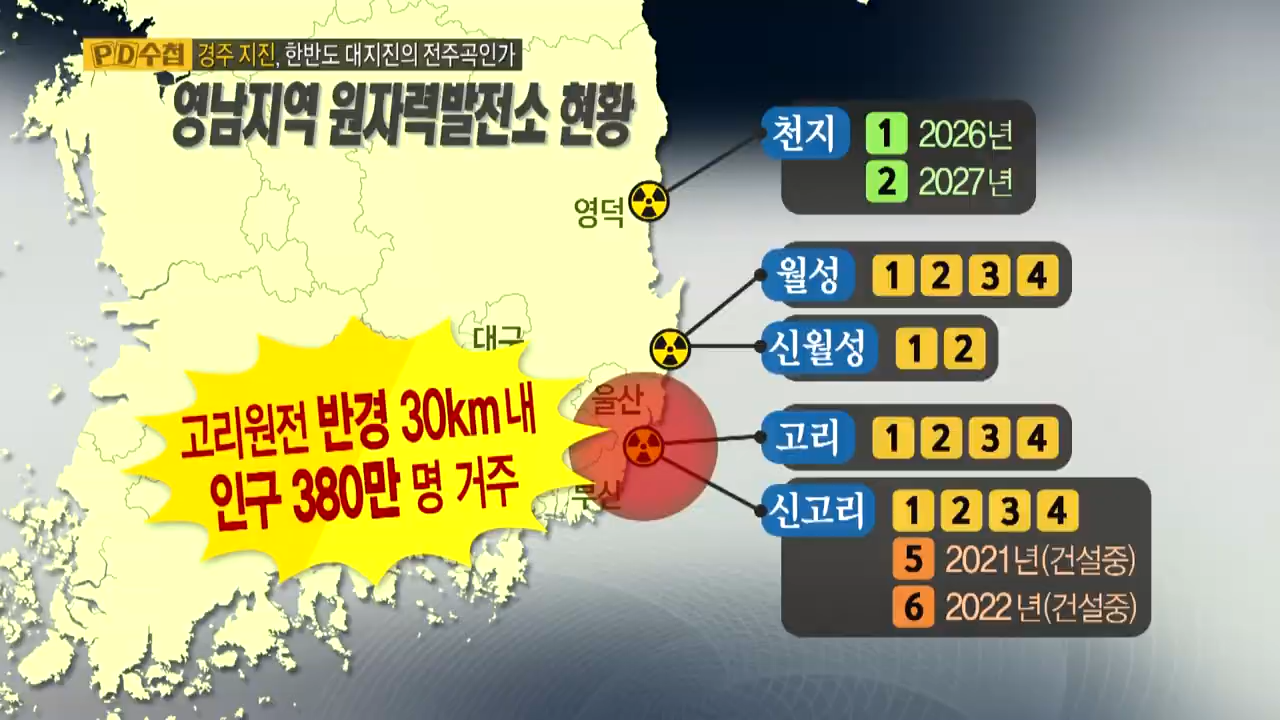 PD수첩 경주 지진, 한반도 대지진의 전주곡인가
영남지역 원자력발전소 현황
천지 1 2026년
2 2027년
영덕
월성 1 2 3 4
대구
신월성 1 2
울산
고리원전 반경 30km내
인구 380만 명 거주
고리 1 2 3 4
부산
신고리 1 2 3 4
5 2021년(건설중)
6 2022년(건설중)